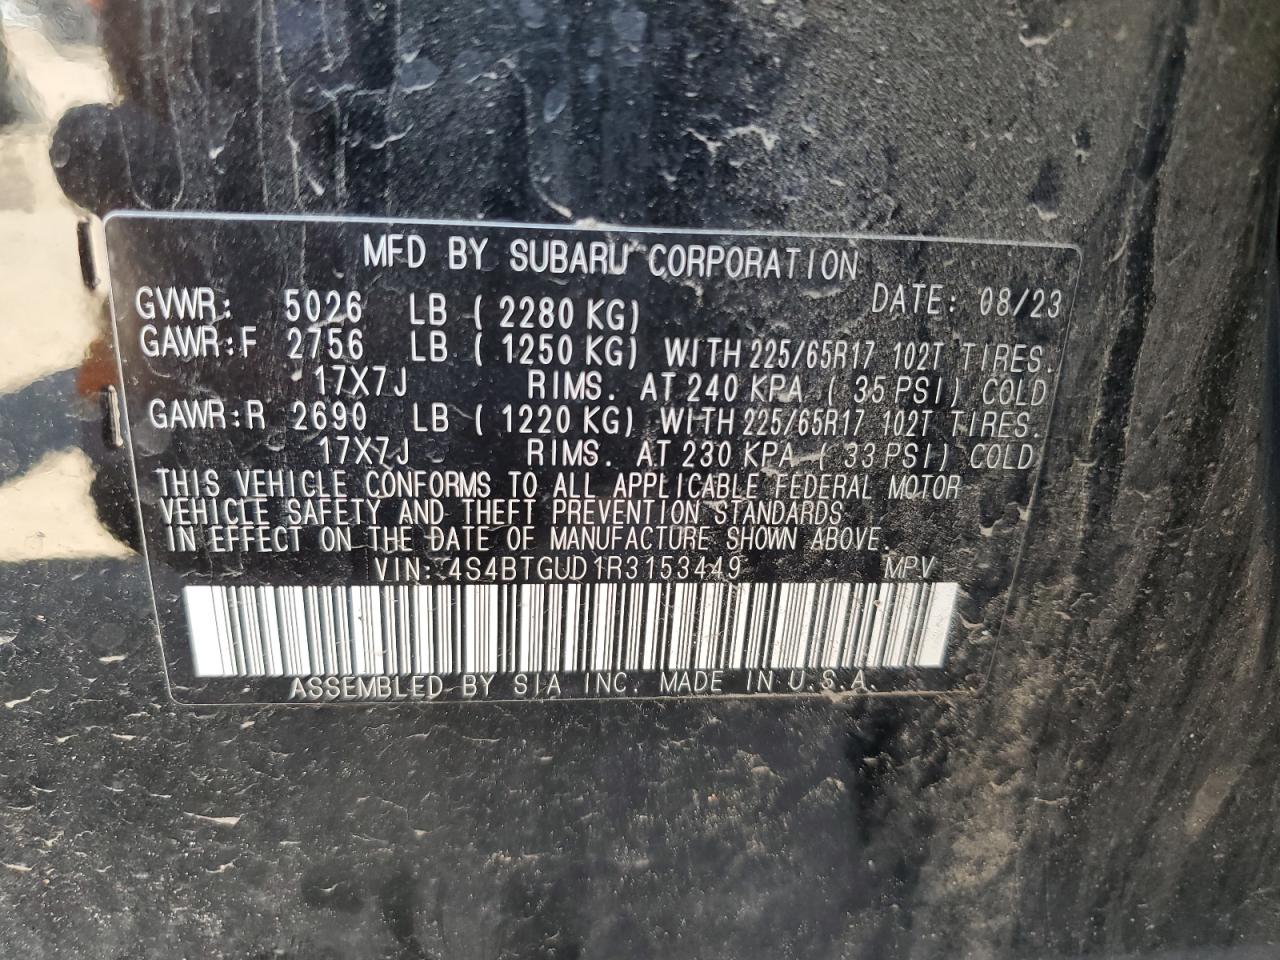 MFD BY SUBARU CORPORATION
DATE: 08/23
GVWR: 5026 LB ( 2280 KG)
GAWR:F 2756 LB ( 1250 KG) WITH 225/65R17 102T TIRES.
17X7J RIMS. AT 240 KPA ( 35 PSI) COLD
GAWR:R 2690 LB ( 1220 KG) WITH 225/65R17 102T TIRES.
17X7J RIMS. AT 230 KPA ( 33 PSI) COLD
THIS VEHICLE CONFORMS TO ALL APPLICABLE FEDERAL MOTOR
VEHICLE SAFETY AND THEFT PREVENTION STANDARDS
IN EFFECT ON THE DATE OF MANUFACTURE SHOWN ABOVE.
VIN: 4S4BTGUD1R3153449 MPV
ASSEMBLED BY SIA INC. MADE IN U.S.A.